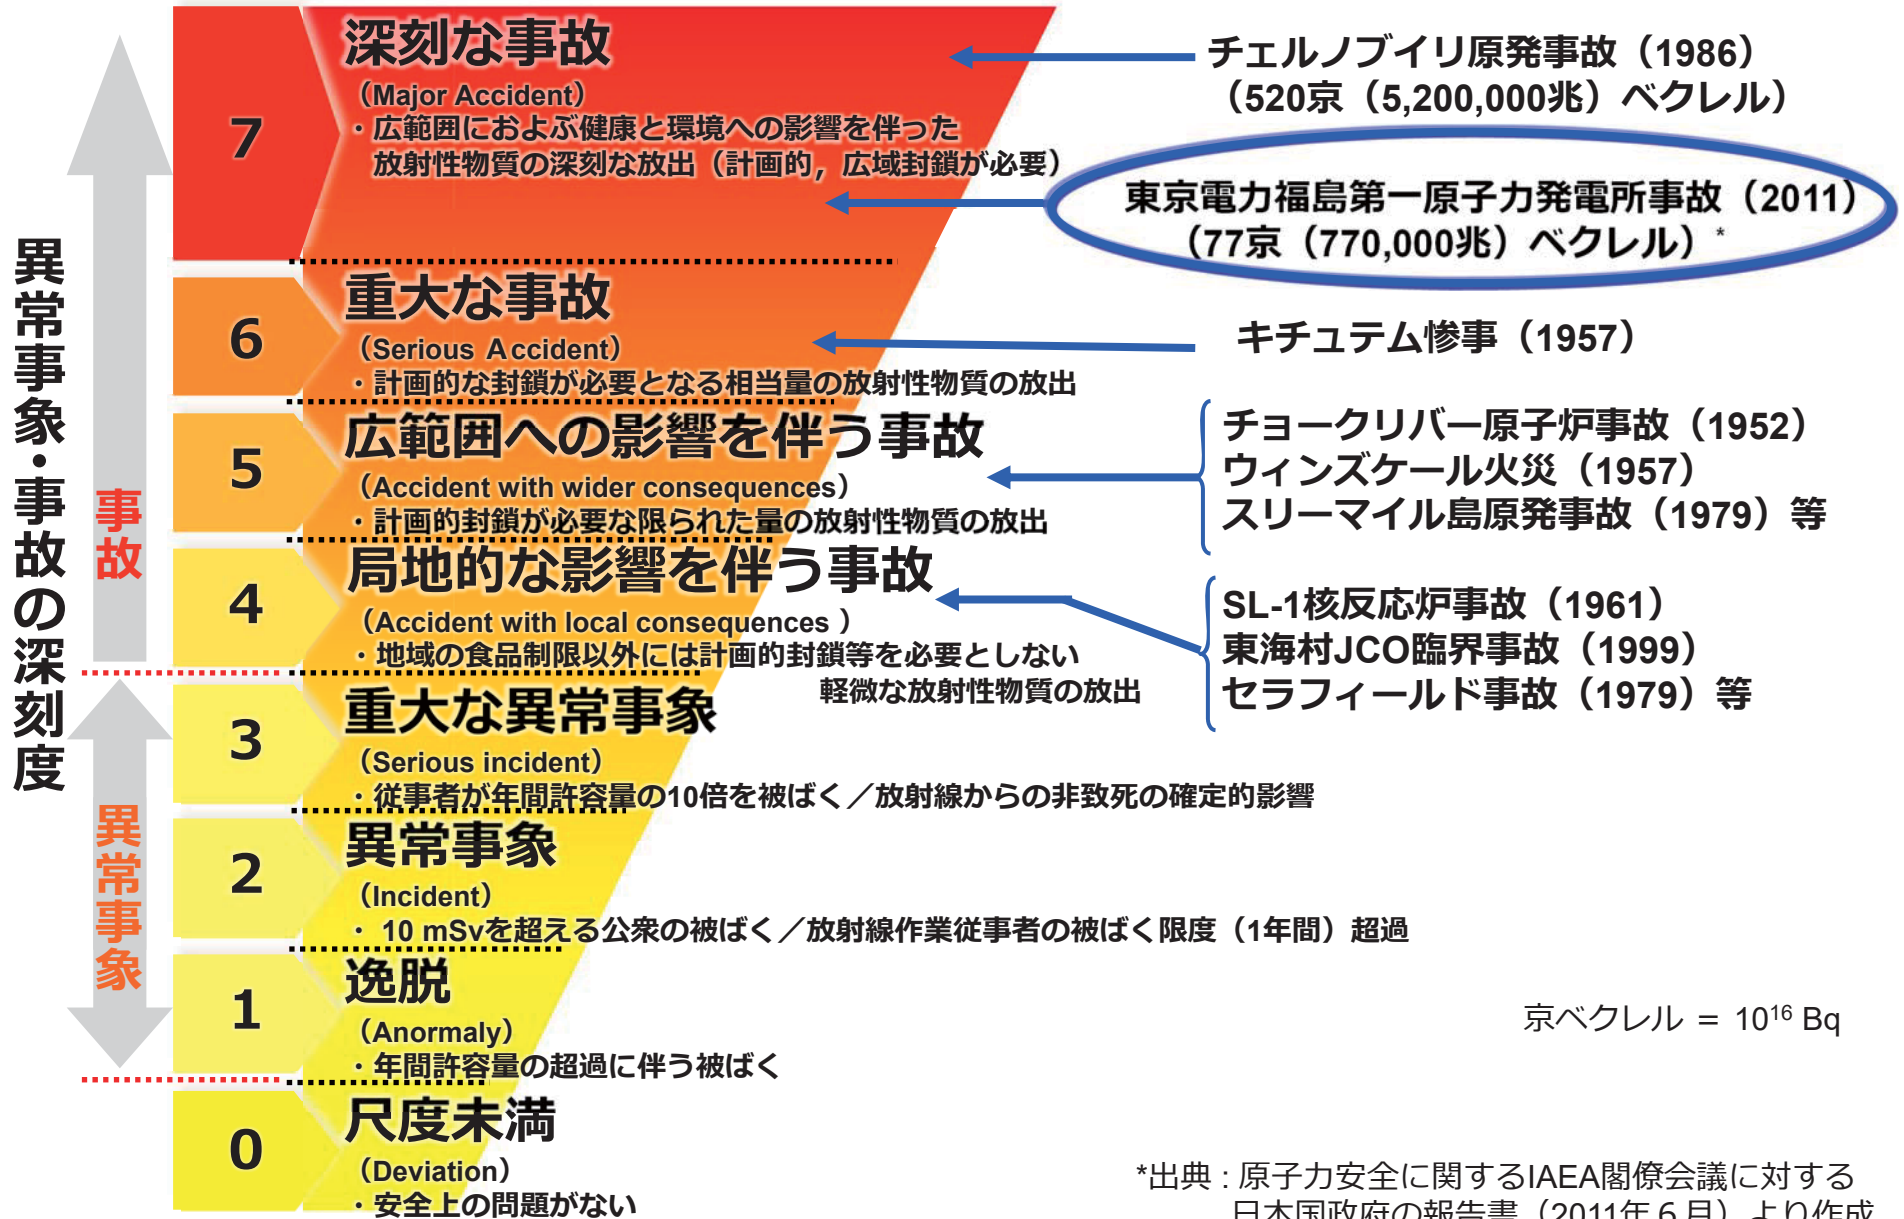 異常事象・事故の深刻度
事故
異常事象
7
深刻な事故
（Major Accident）
・広範囲におよぶ健康と環境への影響を伴った
放射性物質の深刻な放出（計画的，広域封鎖が必要）
チェルノブイリ原発事故（1986）
（520京（5,200,000兆）ベクレル）
東京電力福島第一原子力発電所事故（2011）
（77京（770,000兆）ベクレル）*
6
重大な事故
（Serious Accident）
・計画的な封鎖が必要となる相当量の放射性物質の放出
キチュテム惨事（1957）
5
広範囲への影響を伴う事故
（Accident with wider consequences）
・計画的封鎖が必要な限られた量の放射性物質の放出
チョークリバー原子炉事故（1952）
ウィンズケール火災（1957）
スリーマイル島原発事故（1979）等
4
局地的な影響を伴う事故
（Accident with local consequences ）
・地域の食品制限以外には計画的封鎖等を必要としない
軽微な放射性物質の放出
SL-1核反応炉事故（1961）
東海村JCO臨界事故（1999）
セラフィールド事故（1979）等
3
重大な異常事象
（Serious incident）
・従事者が年間許容量の10倍を被ばく／放射線からの非致死の確定的影響
2
異常事象
（Incident）
・ 10 mSvを超える公衆の被ばく／放射線作業従事者の被ばく限度（1年間）超過
1
逸脱
（Anormaly）
・年間許容量の超過に伴う被ばく
京ベクレル ＝ 10¹⁶ Bq
0
尺度未満
（Deviation）
・安全上の問題がない
*出典：原子力安全に関するIAEA閣僚会議に対する
日本国政府の報告書（2011年６月）より作成